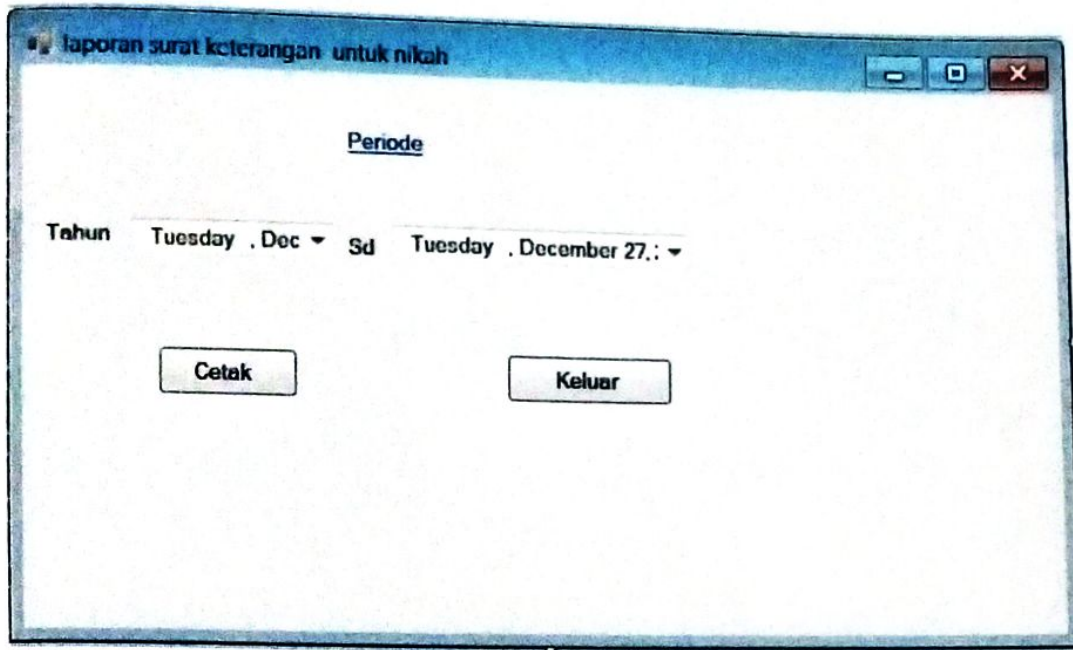 laporan surat keterangan untuk nikah
Periode
Tahun Tuesday , Dec Sd Tuesday , December 27, :
Cetak Keluar